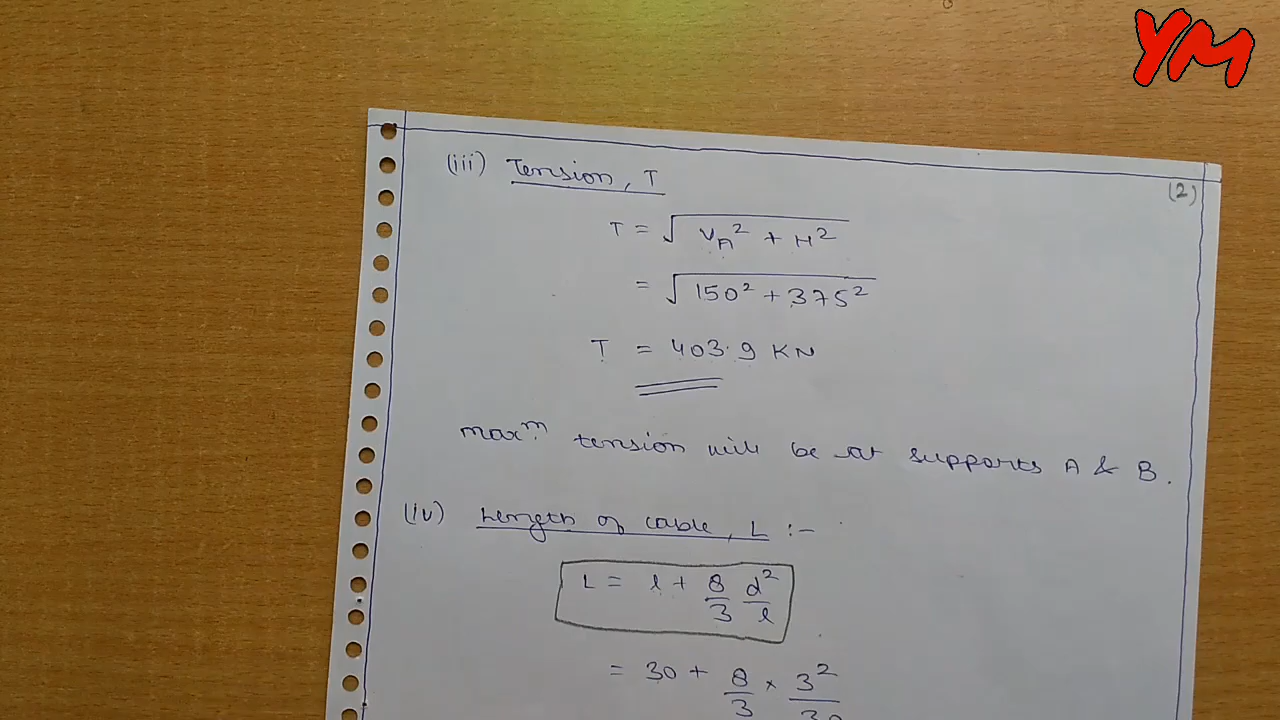 YM
(2)
(iii) Tension, T
T = √(V_A² + H²)
= √(150² + 375²)
T = 403.9 KN
maxᵐ. tension will be at supports A & B.
(iv) Length of cable, L :-
L = l + 8/3 d²/l
= 30 + 8/3 × 3²/30